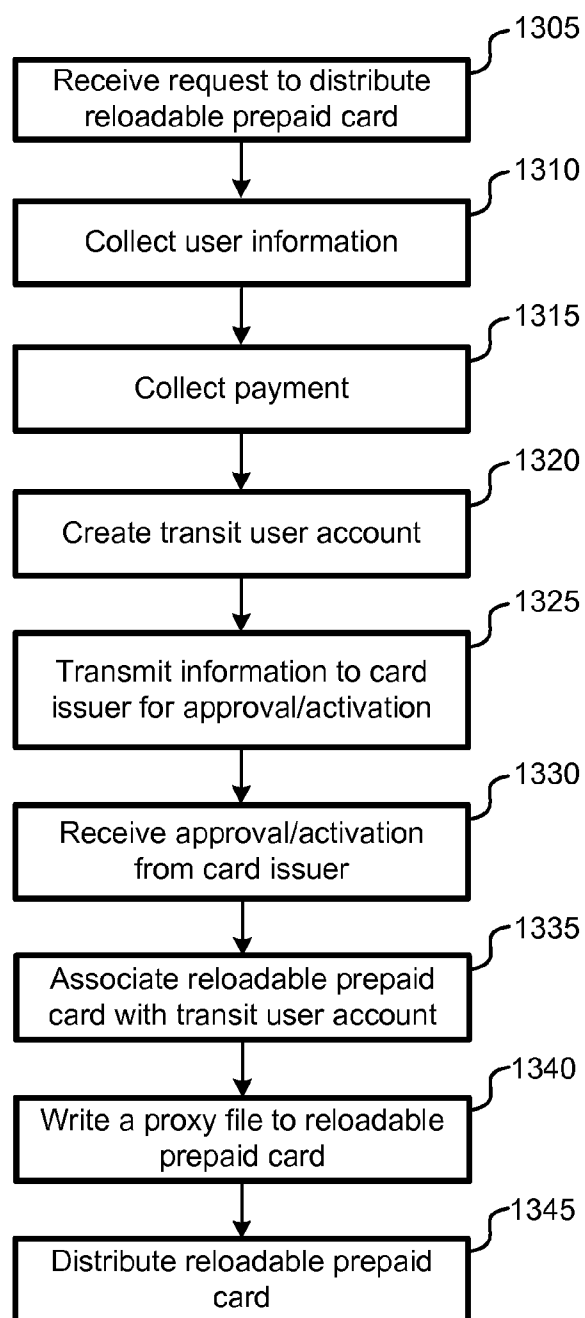 1305
Receive request to distribute
reloadable prepaid card
1310
Collect user information
1315
Collect payment
1320
Create transit user account
1325
Transmit information to card
issuer for approval/activation
1330
Receive approval/activation
from card issuer
1335
Associate reloadable prepaid
card with transit user account
1340
Write a proxy file to reloadable
prepaid card
1345
Distribute reloadable prepaid
card